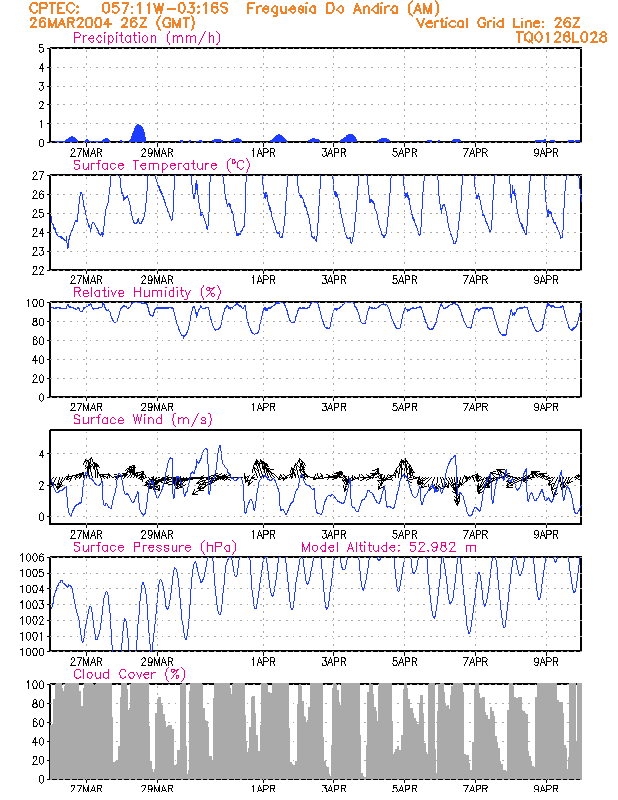 CPTEC: 057:11W-03:16S Freguesia Do Andira (AM)
26MAR2004 26Z (GMT) Vertical Grid Line: 26Z
Precipitation (mm/h) TQ0126L028
5
4
3
2
1
0
27MAR 29MAR 1APR 3APR 5APR 7APR 9APR
Surface Temperature (ºC)
27
26
25
24
23
22
27MAR 29MAR 1APR 3APR 5APR 7APR 9APR
Relative Humidity (%)
100
80
60
40
20
0
27MAR 29MAR 1APR 3APR 5APR 7APR 9APR
Surface Wind (m/s)
4
2
0
27MAR 29MAR 1APR 3APR 5APR 7APR 9APR
Surface Pressure (hPa) Model Altitude: 52.982 m
1006
1005
1004
1003
1002
1001
1000
27MAR 29MAR 1APR 3APR 5APR 7APR 9APR
Cloud Cover (%)
100
80
60
40
20
0
27MAR 29MAR 1APR 3APR 5APR 7APR 9APR